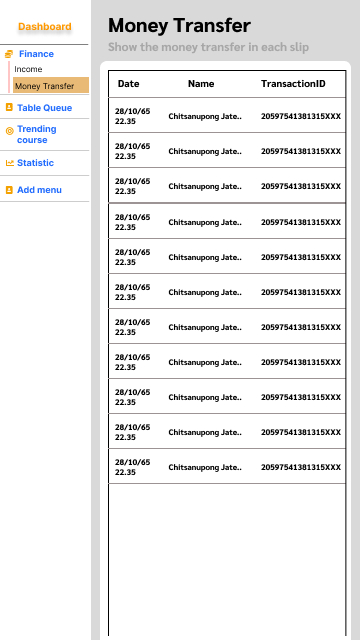 Dashboard
Finance
Income
Money Transfer
Table Queue
Trending
course
Statistic
Add menu
Money Transfer
Show the money transfer in each slip
Date Name TransactionID
28/10/65
22.35 Chitsanupong Jate.. 20597541381315XXX
28/10/65
22.35 Chitsanupong Jate.. 20597541381315XXX
28/10/65
22.35 Chitsanupong Jate.. 20597541381315XXX
28/10/65
22.35 Chitsanupong Jate.. 20597541381315XXX
28/10/65
22.35 Chitsanupong Jate.. 20597541381315XXX
28/10/65
22.35 Chitsanupong Jate.. 20597541381315XXX
28/10/65
22.35 Chitsanupong Jate.. 20597541381315XXX
28/10/65
22.35 Chitsanupong Jate.. 20597541381315XXX
28/10/65
22.35 Chitsanupong Jate.. 20597541381315XXX
28/10/65
22.35 Chitsanupong Jate.. 20597541381315XXX
28/10/65
22.35 Chitsanupong Jate.. 20597541381315XXX